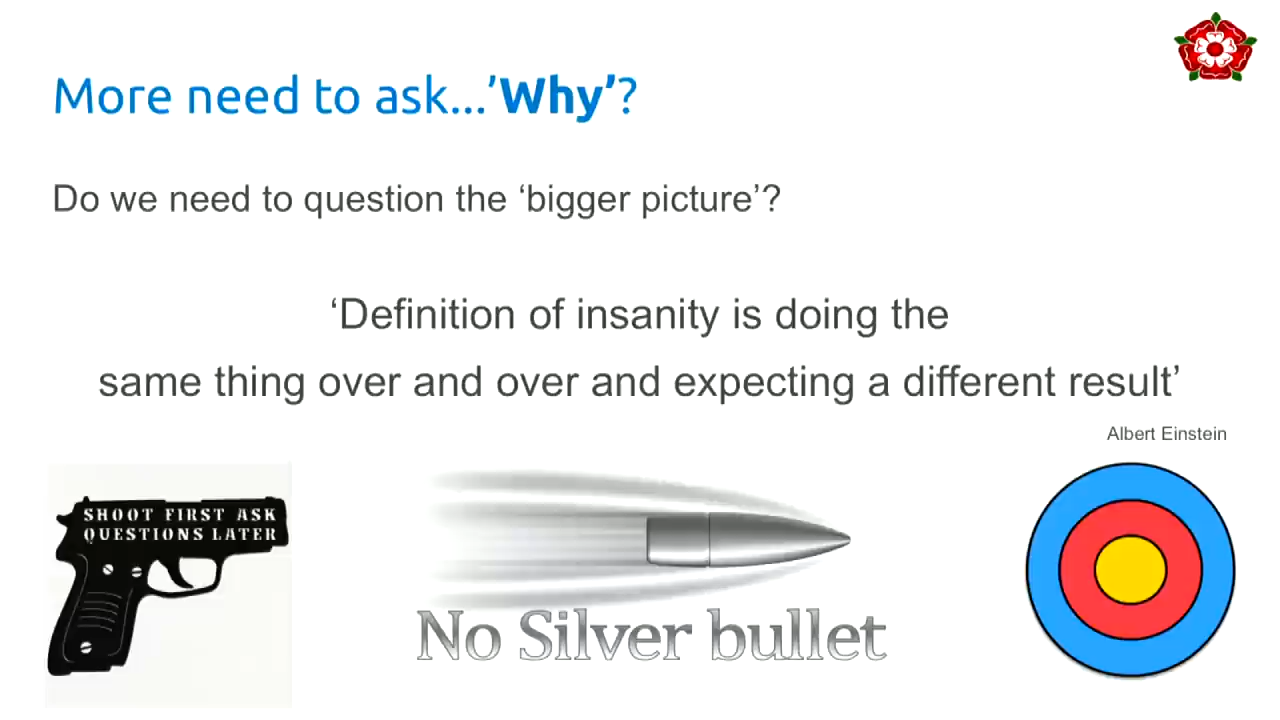 More need to ask...’Why’?
Do we need to question the ‘bigger picture’?
‘Definition of insanity is doing the
same thing over and over and expecting a different result’
Albert Einstein
SHOOT FIRST ASK
QUESTIONS LATER
No Silver bullet